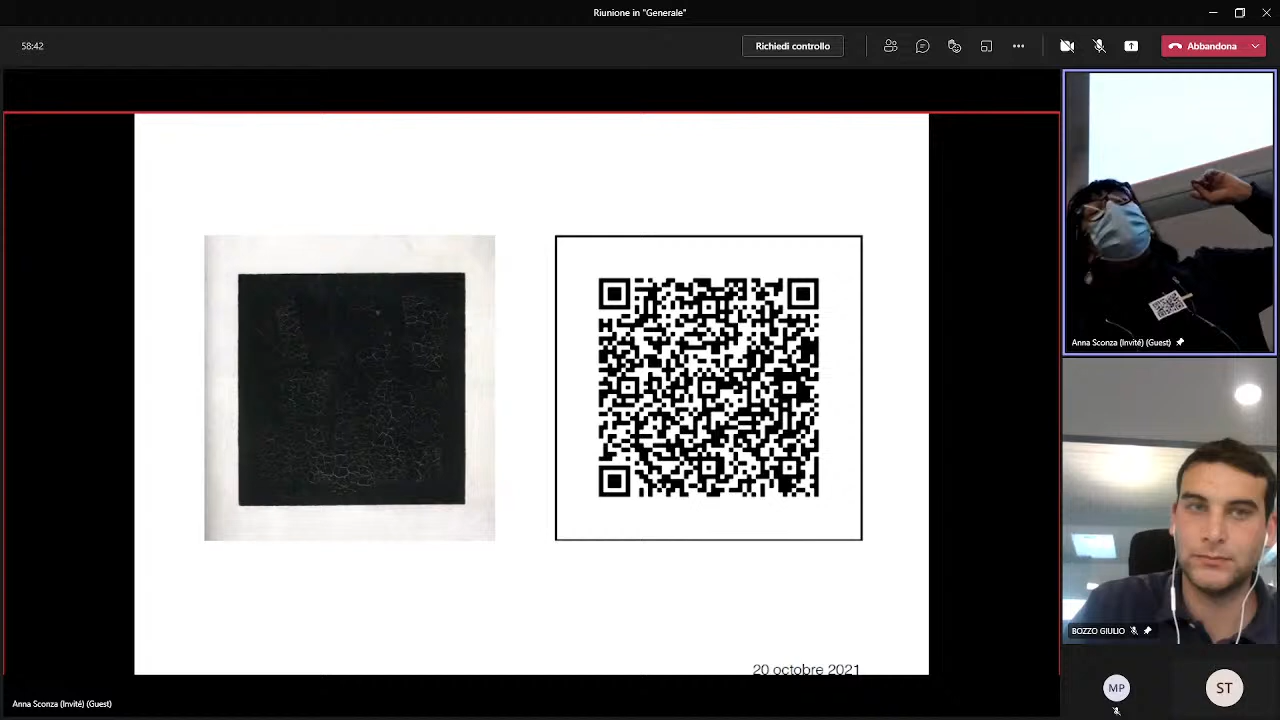 Riunione in "Generale"
58:42
Richiedi controllo
Abbandona
Anna Sconza (Invité) (Guest)
BOZZO GIULIO
20 octobre 2021
MP
ST
Anna Sconza (Invité) (Guest)